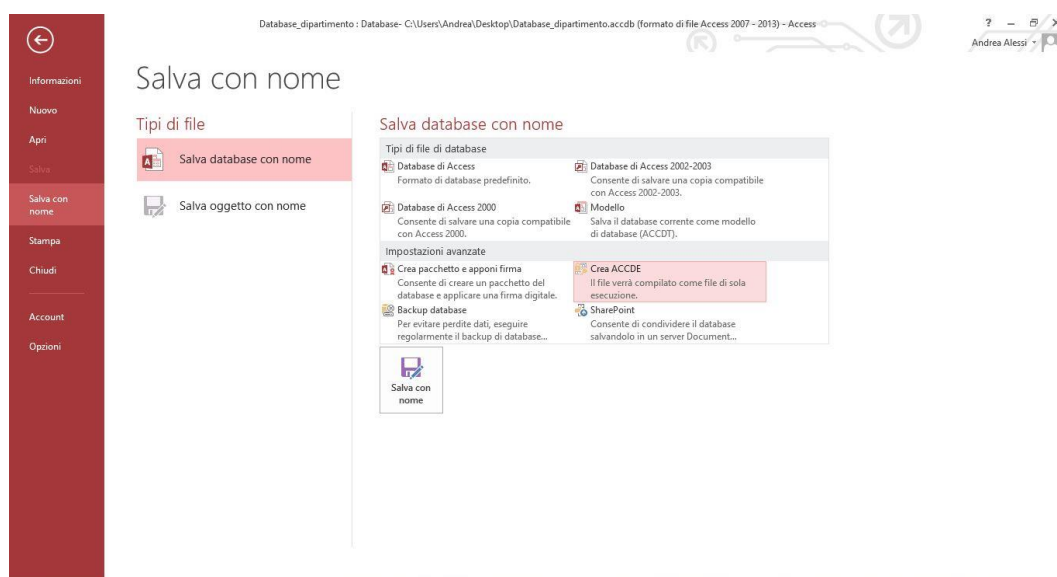 Database_dipartimento : Database- C:\Users\Andrea\Desktop\Database_dipartimento.accdb (formato di file Access 2007 - 2013) - Access
?
Andrea Alessi
Informazioni
Nuovo
Apri
Salva
Salva con
nome
Stampa
Chiudi
Account
Opzioni
Salva con nome
Tipi di file
Salva database con nome
Salva oggetto con nome
Salva database con nome
Tipi di file di database
Database di Access
Formato di database predefinito.
Database di Access 2002-2003
Consente di salvare una copia compatibile
con Access 2002-2003.
Database di Access 2000
Consente di salvare una copia compatibile
con Access 2000.
Modello
Salva il database corrente come modello
di database (ACCDT).
Impostazioni avanzate
Crea pacchetto e apponi firma
Consente di creare un pacchetto del
database e applicare una firma digitale.
Crea ACCDE
Il file verrà compilato come file di sola
esecuzione.
Backup database
Per evitare perdite dati, eseguire
regolarmente il backup di database...
SharePoint
Consente di condividere il database
salvandolo in un server Document...
Salva con
nome